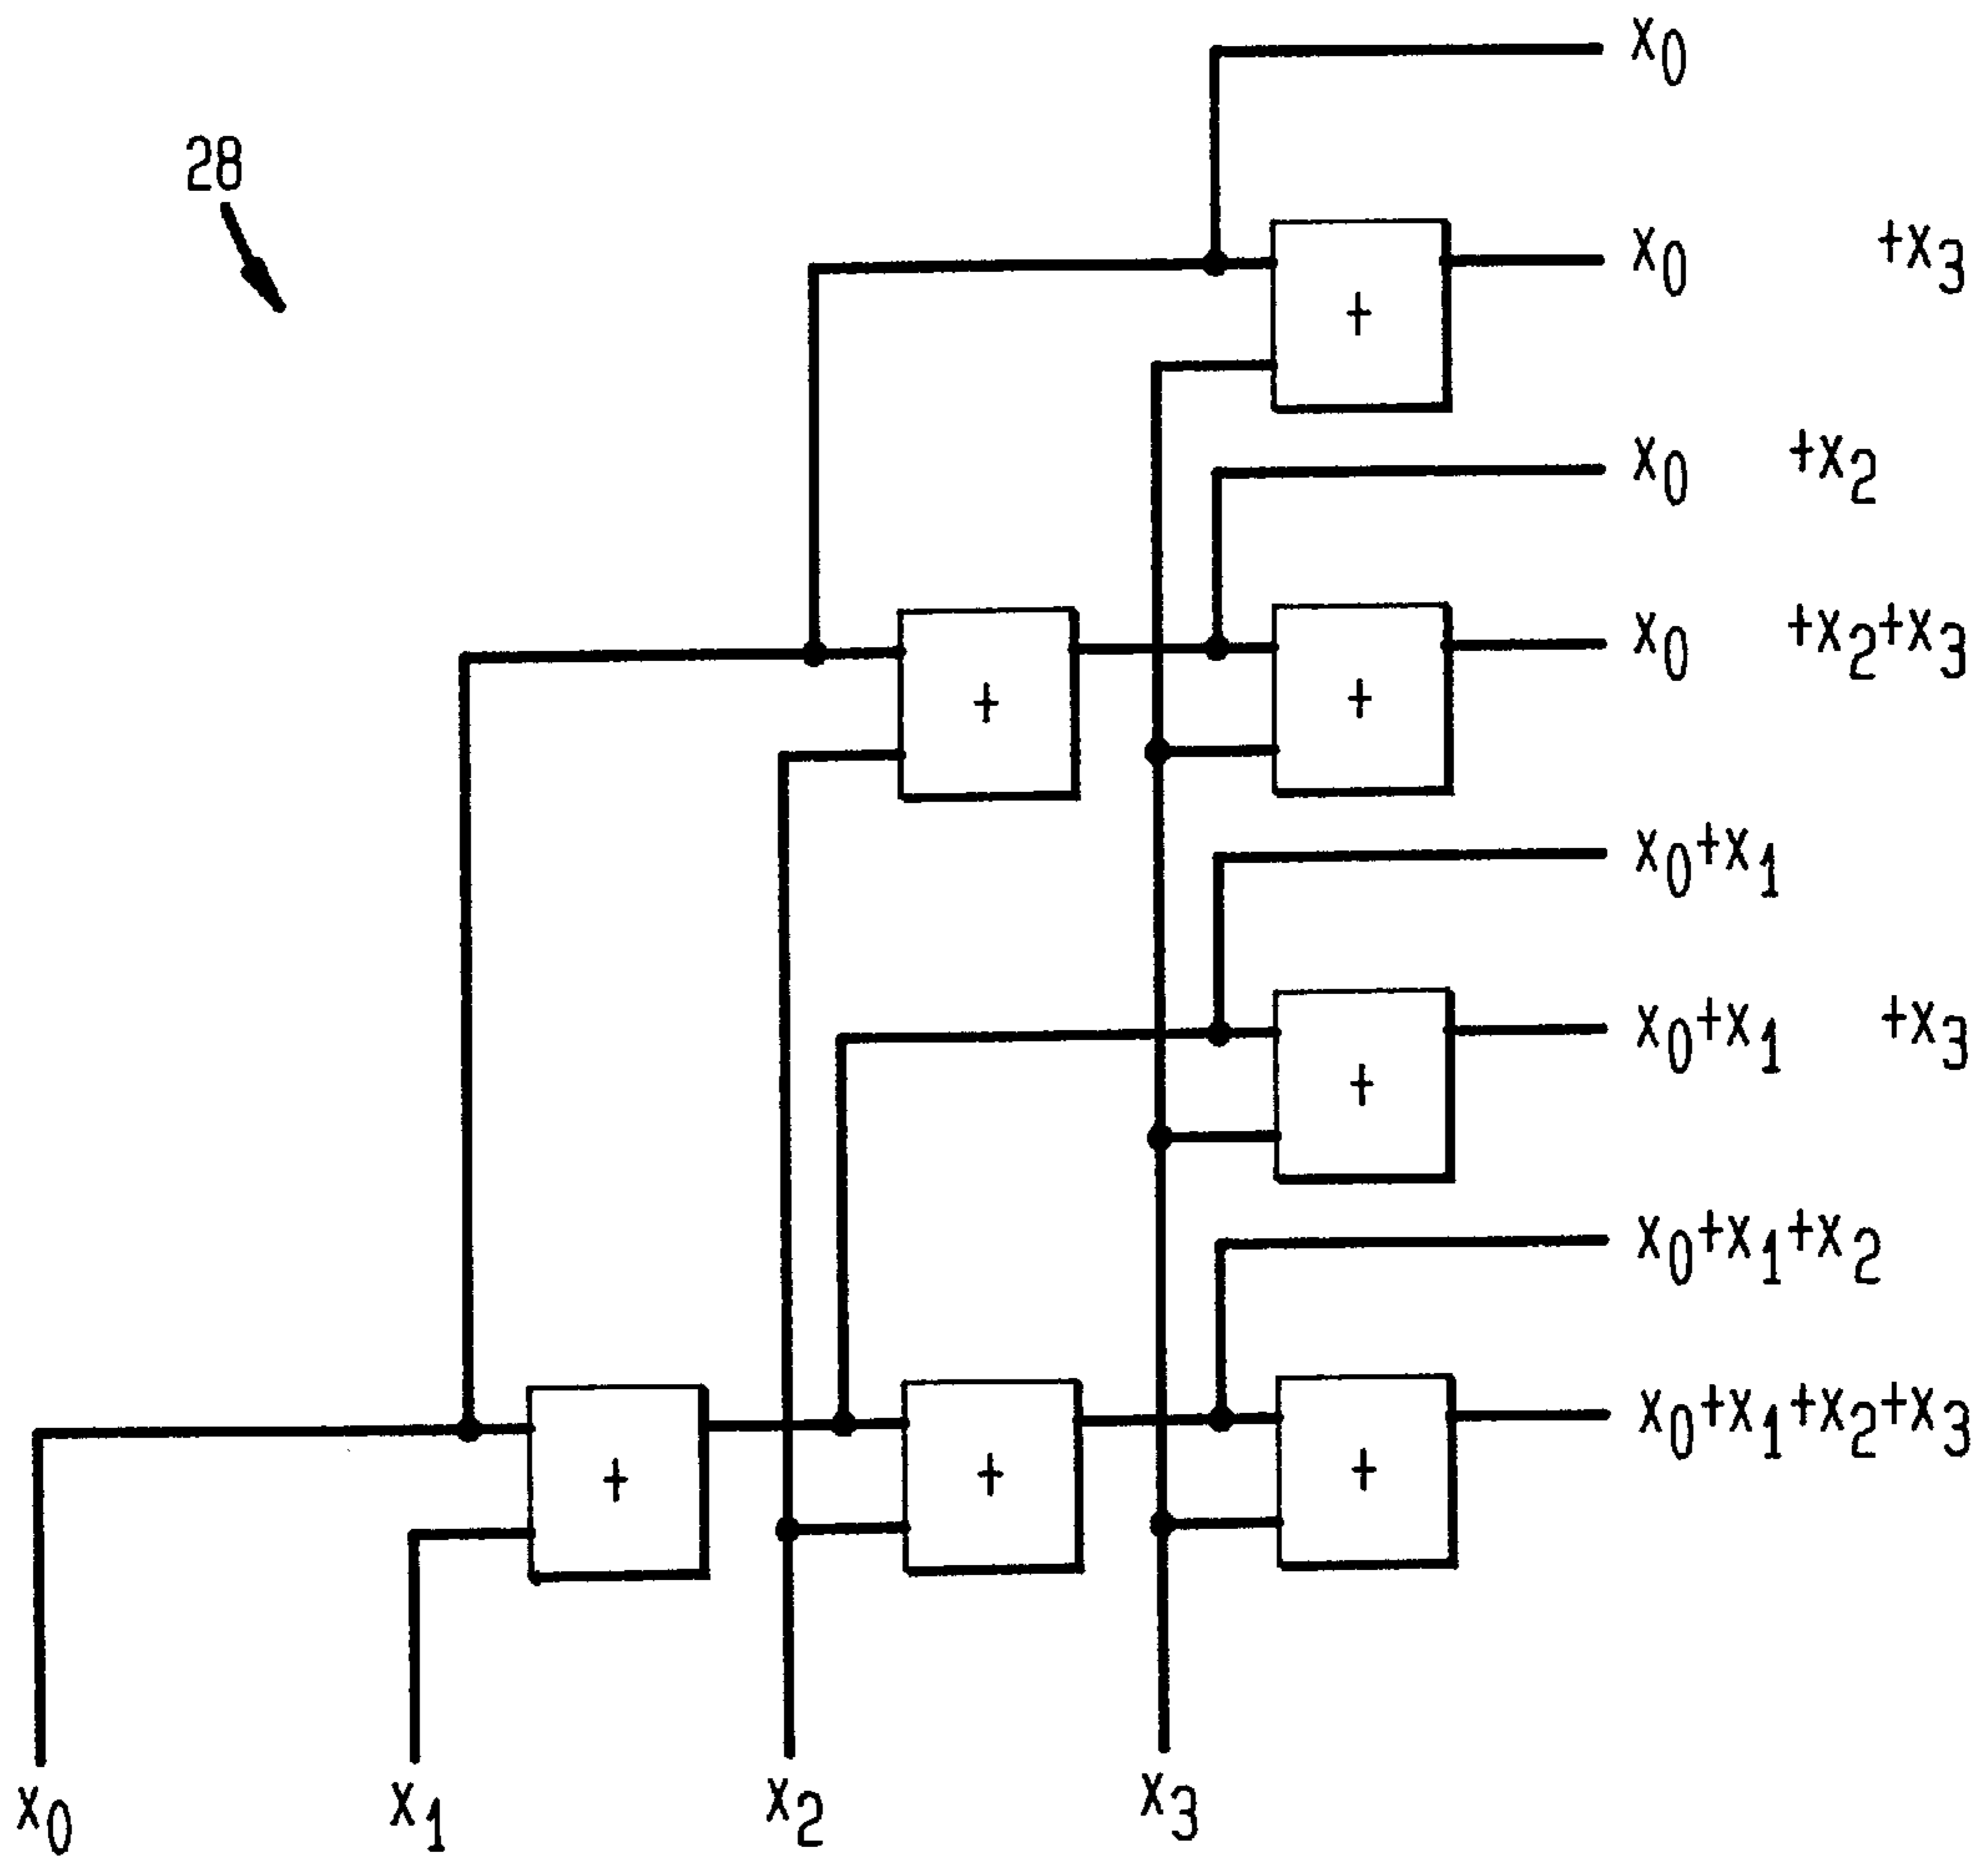 x0
28
x0 +x3
+
x0 +x2
x0 +x2+x3
+ +
x0+x1
x0+x1 +x3
+
x0+x1+x2
x0+x1+x2+x3
+ + +
x0 x1 x2 x3